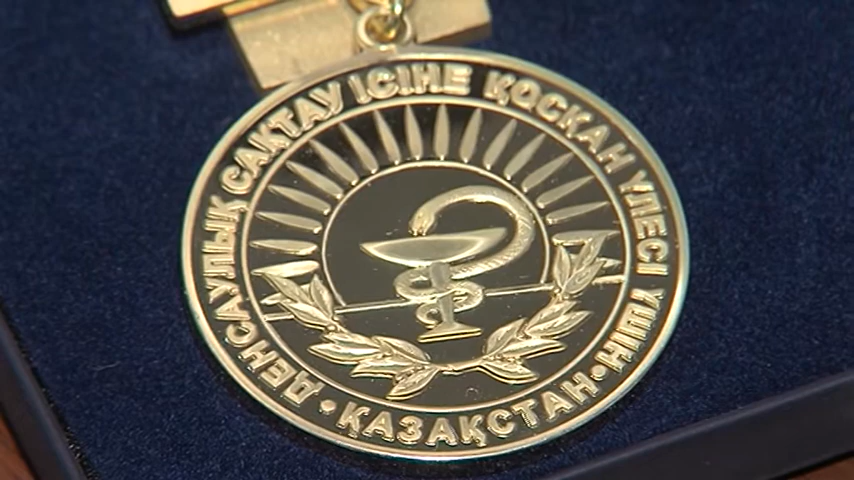 ДЕНСАУЛЫҚ САҚТАУ ІСІНЕ ҚОСҚАН ҮЛЕСІ ҮШІН
• ҚАЗАҚСТАН •